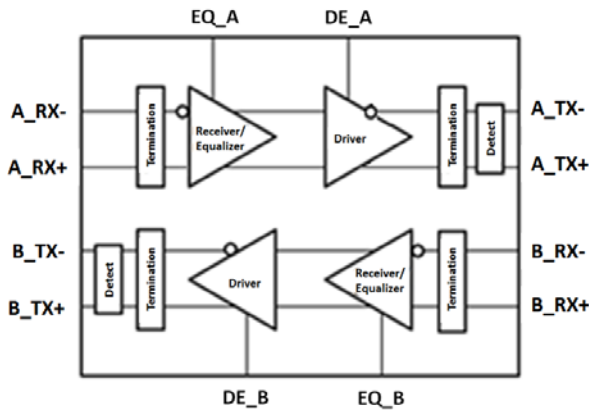 EQ_A DE_A
A_RX- A_TX-
Termination
Receiver/
Equalizer
Driver
Termination
Detect
A_RX+ A_TX+
B_TX- B_RX-
Detect
Termination
Driver
Receiver/
Equalizer
Termination
B_TX+ B_RX+
DE_B EQ_B